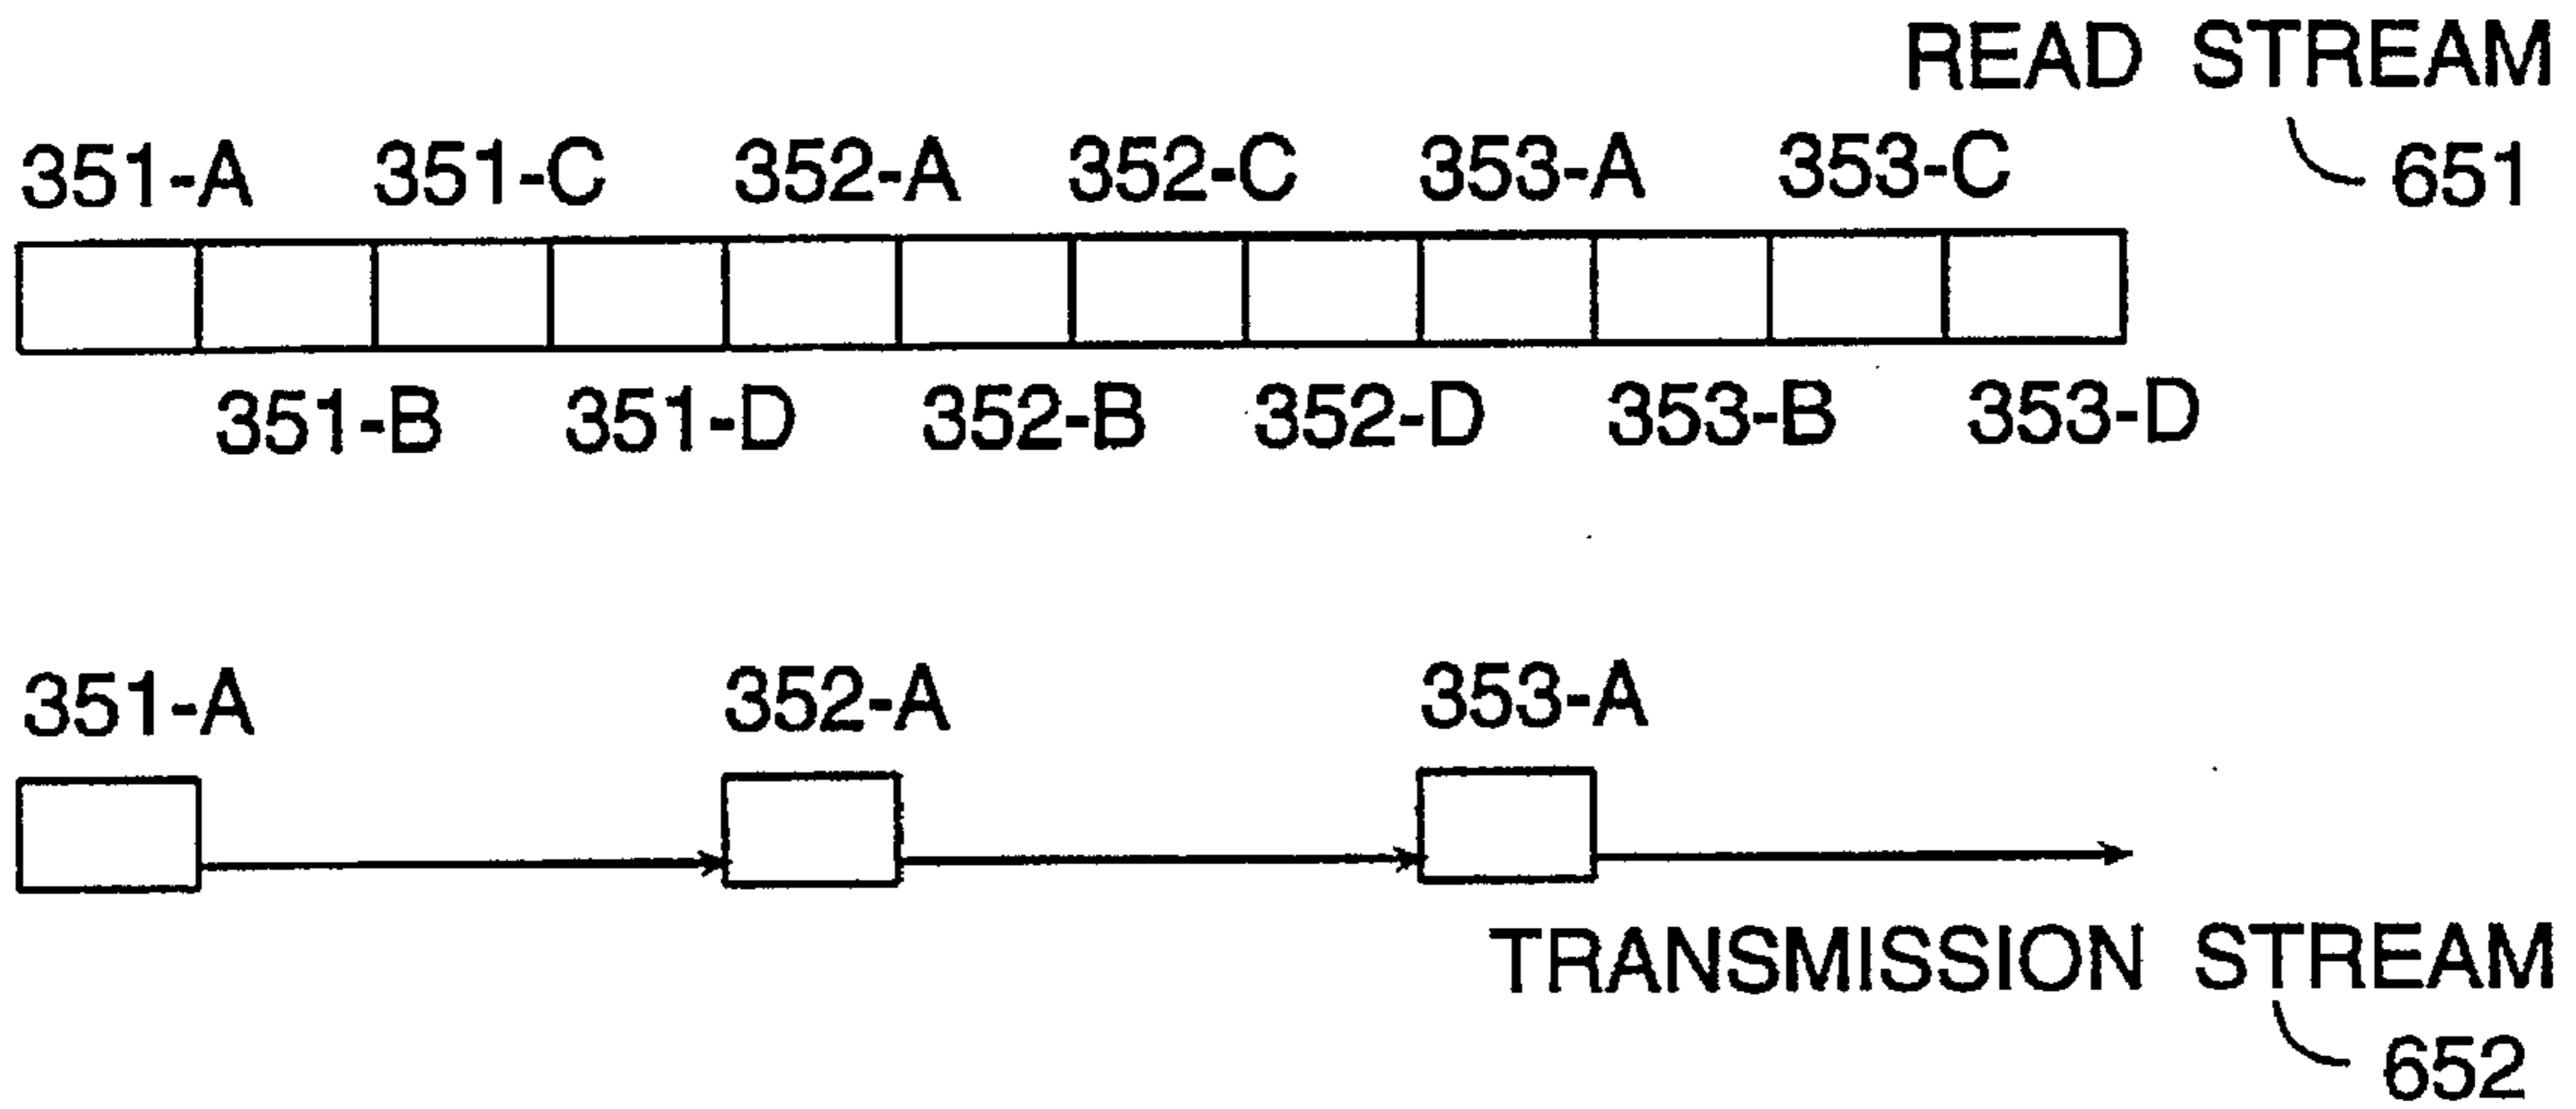 READ STREAM
651
351-A 351-C 352-A 352-C 353-A 353-C
351-B 351-D 352-B 352-D 353-B 353-D
351-A 352-A 353-A
TRANSMISSION STREAM
652